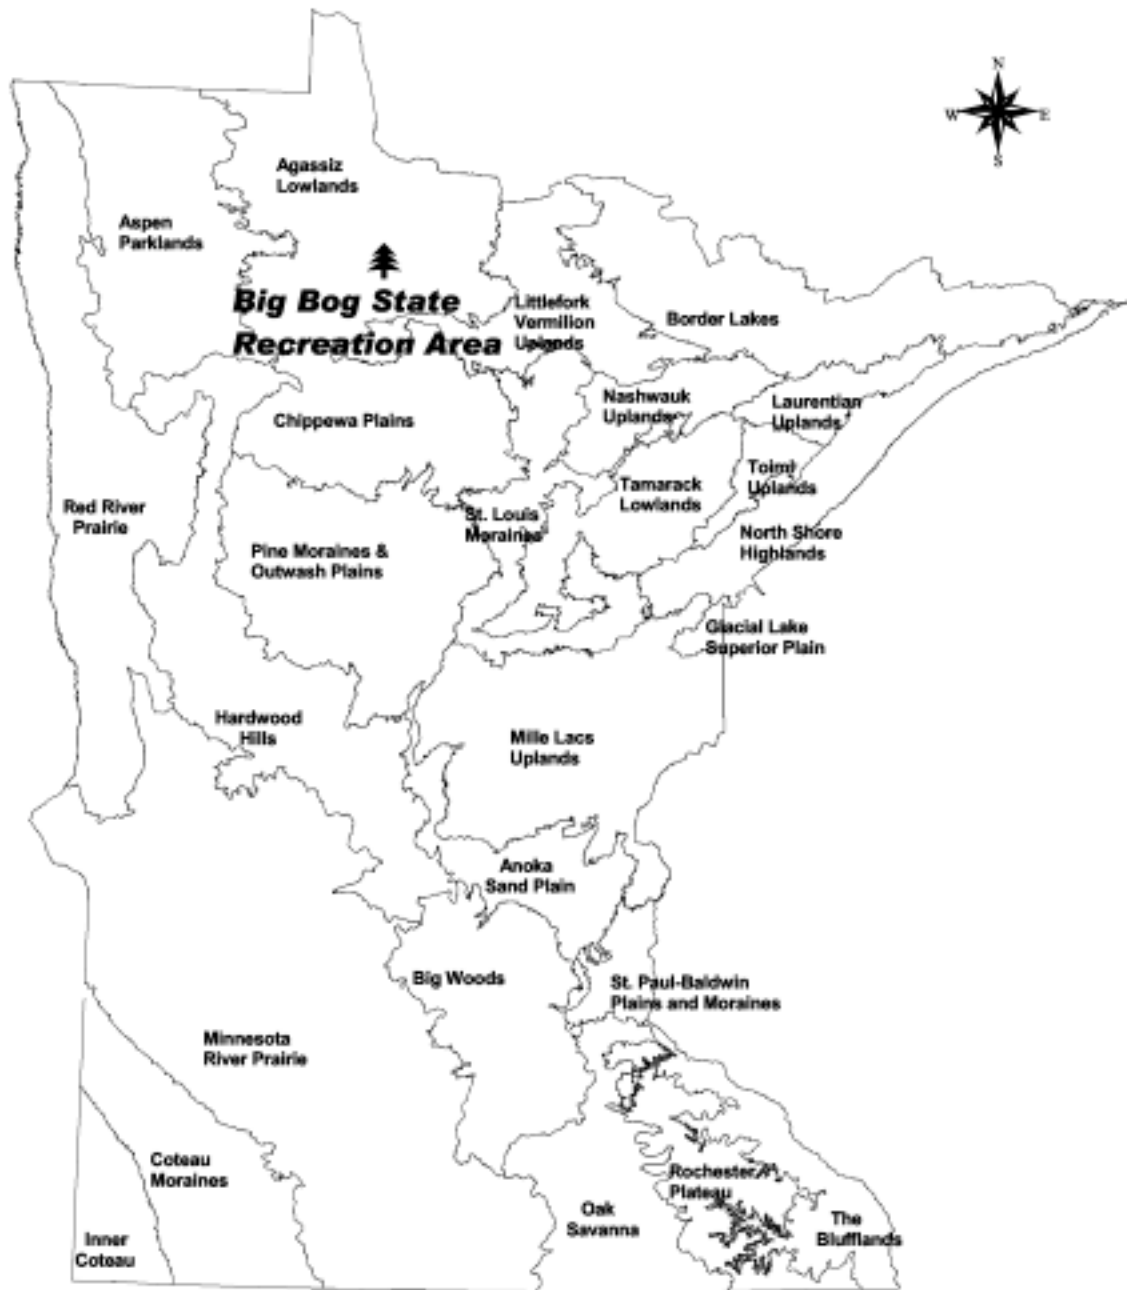 N
W E
S
Agassiz
Lowlands
Aspen
Parklands
Big Bog State
Recreation Area
Littlefork
Vermilion
Uplands
Border Lakes
Nashwauk
Uplands
Laurentian
Uplands
Chippewa Plains
Toimi
Uplands
Tamarack
Lowlands
Red River
Prairie
St. Louis
Moraines
North Shore
Highlands
Pine Moraines &
Outwash Plains
Glacial Lake
Superior Plain
Hardwood
Hills
Mille Lacs
Uplands
Anoka
Sand Plain
Big Woods
St. Paul-Baldwin
Plains and Moraines
Minnesota
River Prairie
Coteau
Moraines
Rochester
Plateau
Oak
Savanna
The
Blufflands
Inner
Coteau